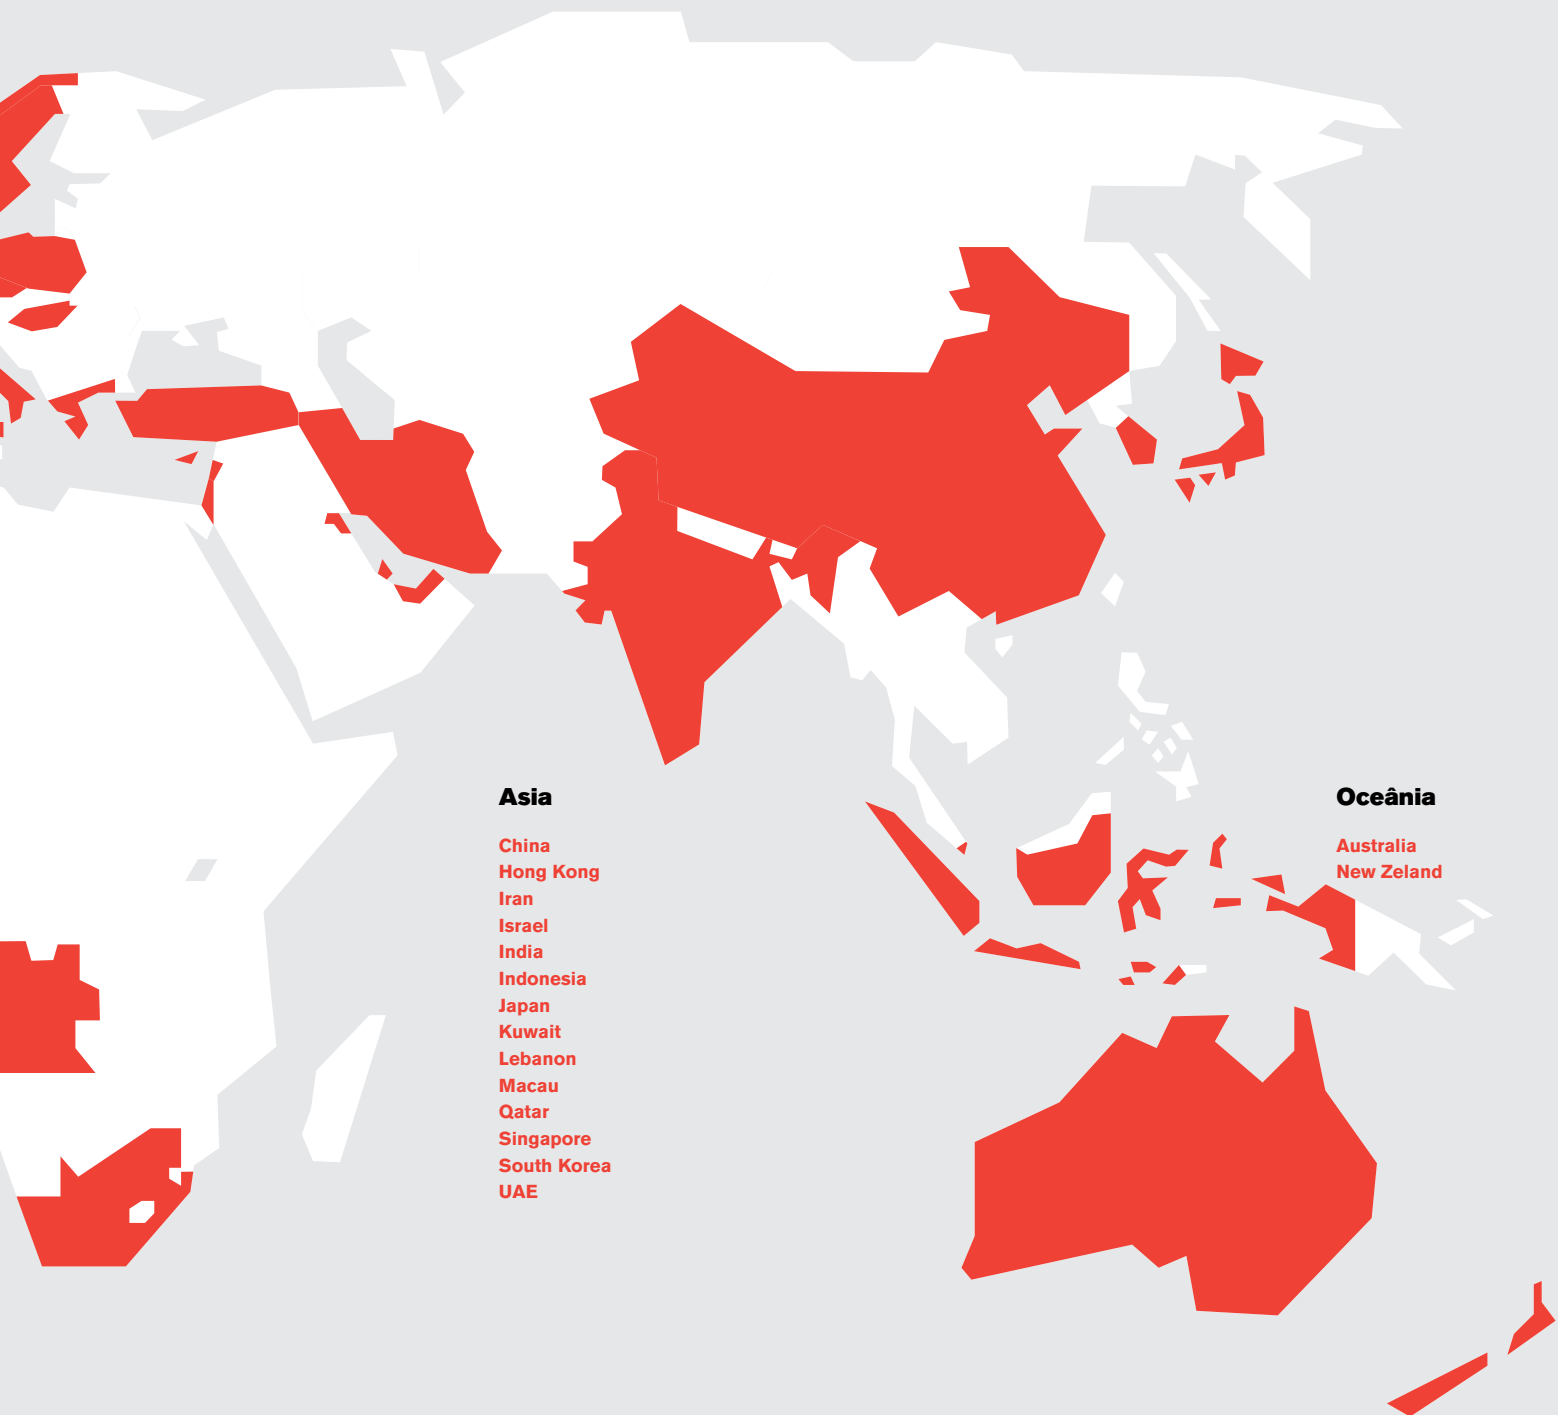 Asia
China
Hong Kong
Iran
Israel
India
Indonesia
Japan
Kuwait
Lebanon
Macau
Qatar
Singapore
South Korea
UAE
Oceânia
Australia
New Zeland